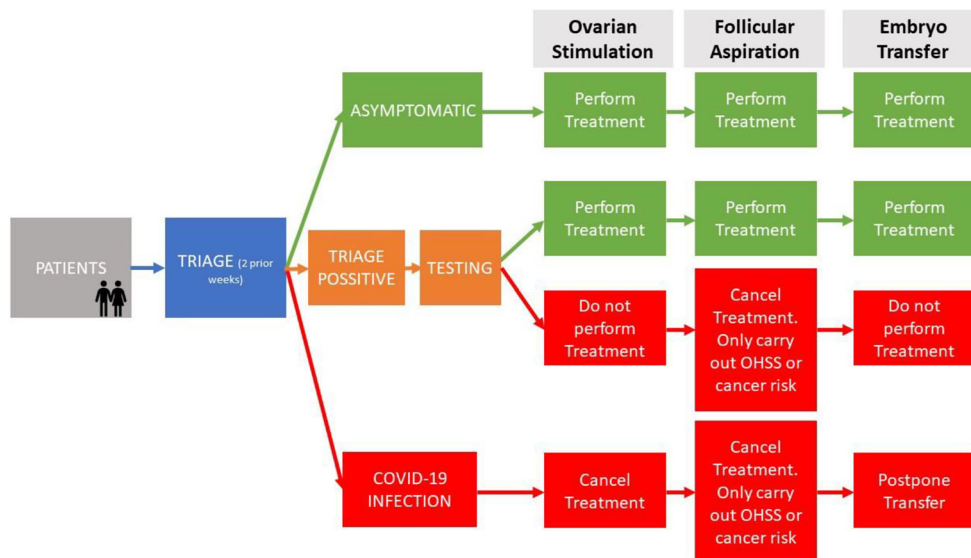 Ovarian
Stimulation
Follicular
Aspiration
Embryo
Transfer
ASYMPTOMATIC
Perform
Treatment
Perform
Treatment
Perform
Treatment
PATIENTS
TRIAGE (2 prior
weeks)
TRIAGE
POSSITIVE
TESTING
Perform
Treatment
Perform
Treatment
Perform
Treatment
Do not
perform
Treatment
Cancel
Treatment.
Only carry
out OHSS or
cancer risk
Do not
perform
Treatment
COVID-19
INFECTION
Cancel
Treatment
Cancel
Treatment.
Only carry
out OHSS or
cancer risk
Postpone
Transfer